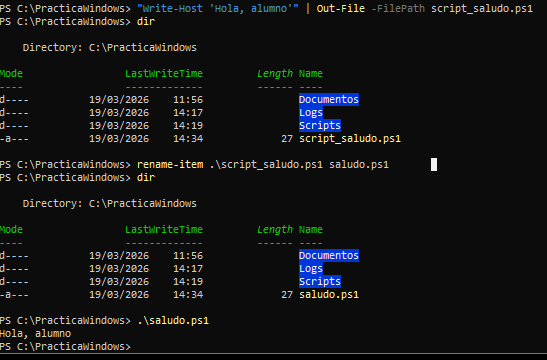 PS C:\PracticaWindows> "Write-Host 'Hola, alumno'" | Out-File -FilePath script_saludo.ps1
PS C:\PracticaWindows> dir
Directory: C:\PracticaWindows
Mode LastWriteTime Length Name
---- ------------- ------ ----
d---- 19/03/2026 11:56 Documentos
d---- 19/03/2026 14:17 Logs
d---- 19/03/2026 14:19 Scripts
-a--- 19/03/2026 14:34 27 script_saludo.ps1
PS C:\PracticaWindows> rename-item .\script_saludo.ps1 saludo.ps1
PS C:\PracticaWindows> dir
Directory: C:\PracticaWindows
Mode LastWriteTime Length Name
---- ------------- ------ ----
d---- 19/03/2026 11:56 Documentos
d---- 19/03/2026 14:17 Logs
d---- 19/03/2026 14:19 Scripts
-a--- 19/03/2026 14:34 27 saludo.ps1
PS C:\PracticaWindows> .\saludo.ps1
Hola, alumno
PS C:\PracticaWindows>